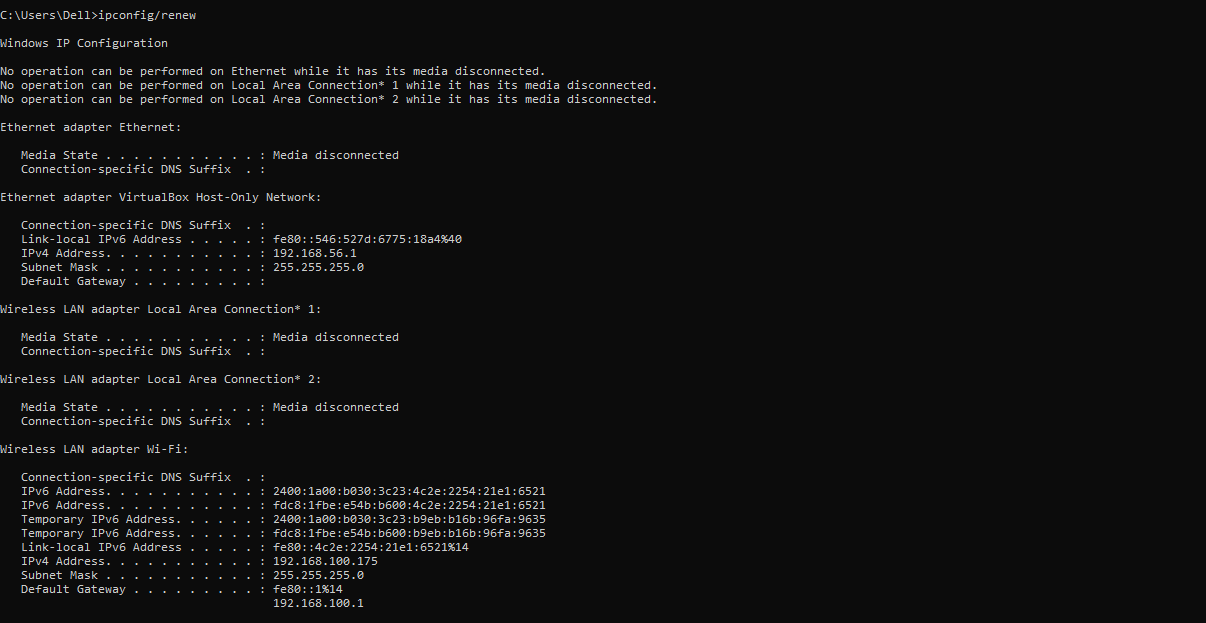 C:\Users\Dell>ipconfig/renew
Windows IP Configuration
No operation can be performed on Ethernet while it has its media disconnected.
No operation can be performed on Local Area Connection* 1 while it has its media disconnected.
No operation can be performed on Local Area Connection* 2 while it has its media disconnected.
Ethernet adapter Ethernet:
   Media State . . . . . . . . . . . : Media disconnected
   Connection-specific DNS Suffix  . :
Ethernet adapter VirtualBox Host-Only Network:
   Connection-specific DNS Suffix  . :
   Link-local IPv6 Address . . . . . : fe80::546:527d:6775:18a4%40
   IPv4 Address. . . . . . . . . . . : 192.168.56.1
   Subnet Mask . . . . . . . . . . . : 255.255.255.0
   Default Gateway . . . . . . . . . :
Wireless LAN adapter Local Area Connection* 1:
   Media State . . . . . . . . . . . : Media disconnected
   Connection-specific DNS Suffix  . :
Wireless LAN adapter Local Area Connection* 2:
   Media State . . . . . . . . . . . : Media disconnected
   Connection-specific DNS Suffix  . :
Wireless LAN adapter Wi-Fi:
   Connection-specific DNS Suffix  . :
   IPv6 Address. . . . . . . . . . . : 2400:1a00:b030:3c23:4c2e:2254:21e1:6521
   IPv6 Address. . . . . . . . . . . : fdc8:1fbe:e54b:b600:4c2e:2254:21e1:6521
   Temporary IPv6 Address. . . . . . : 2400:1a00:b030:3c23:b9eb:b16b:96fa:9635
   Temporary IPv6 Address. . . . . . : fdc8:1fbe:e54b:b600:b9eb:b16b:96fa:9635
   Link-local IPv6 Address . . . . . : fe80::4c2e:2254:21e1:6521%14
   IPv4 Address. . . . . . . . . . . : 192.168.100.175
   Subnet Mask . . . . . . . . . . . : 255.255.255.0
   Default Gateway . . . . . . . . . : fe80::1%14
                                       192.168.100.1